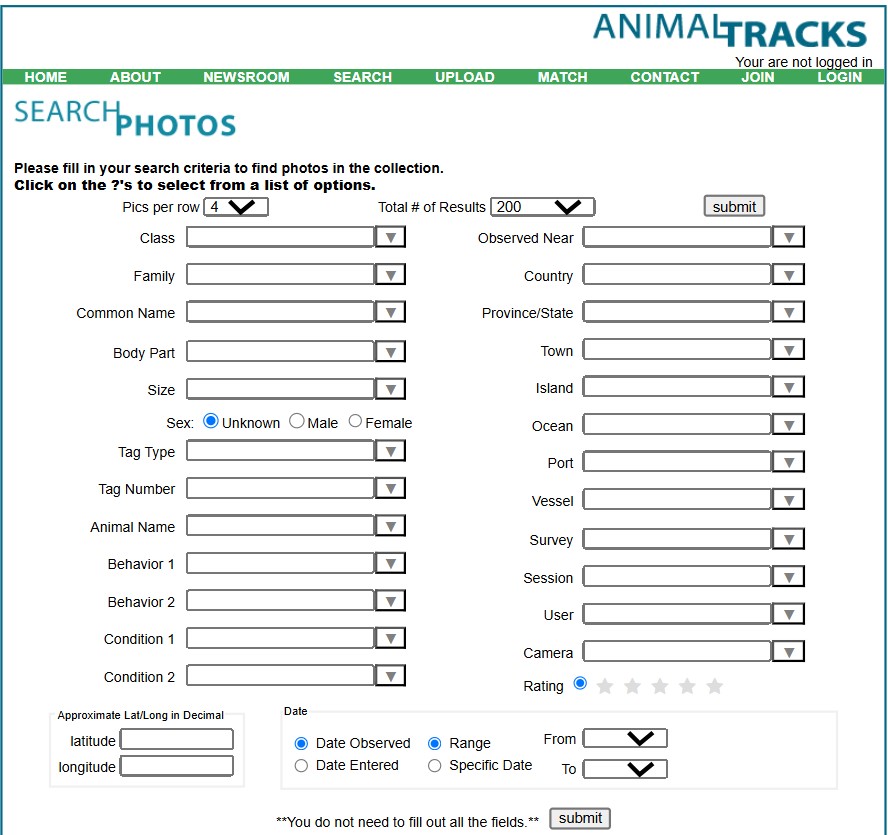 ANIMALTRACKS
Your are not logged in
HOME ABOUT NEWSROOM SEARCH UPLOAD MATCH CONTACT JOIN LOGIN
SEARCHPHOTOS
Please fill in your search criteria to find photos in the collection.
Click on the ?'s to select from a list of options.
Pics per row 4 Total # of Results 200 submit
Class Observed Near
Family Country
Common Name Province/State
Body Part Town
Size Island
Sex: Unknown Male Female Ocean
Tag Type Port
Tag Number Vessel
Animal Name Survey
Behavior 1 Session
Behavior 2 User
Condition 1 Camera
Condition 2 Rating
Approximate Lat/Long in Decimal Date
latitude Date Observed Range From
longitude Date Entered Specific Date To
**You do not need to fill out all the fields.** submit